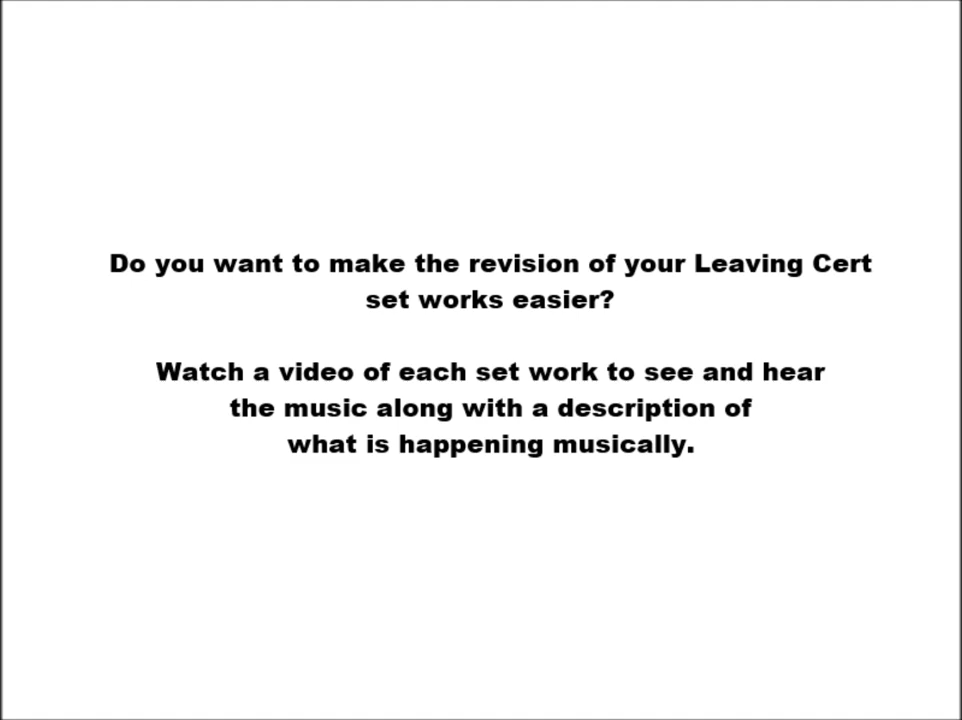 Do you want to make the revision of your Leaving Cert
set works easier?
Watch a video of each set work to see and hear
the music along with a description of
what is happening musically.